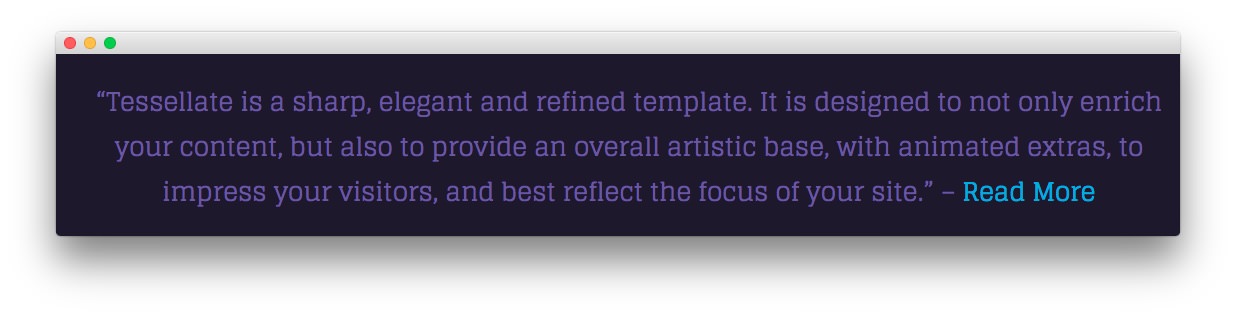 “Tessellate is a sharp, elegant and refined template. It is designed to not only enrich
your content, but also to provide an overall artistic base, with animated extras, to
impress your visitors, and best reflect the focus of your site.” – Read More